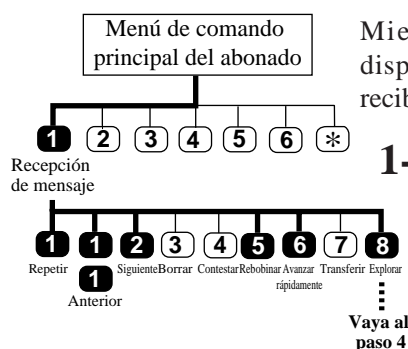 Menú de comando
principal del abonado
Mie
disp
recib
1 2 3 4 5 6 *
Recepción
de mensaje
1-
1 1 2 3 4 5 6 7 8
Repetir 1 Siguiente Borrar Contestar Rebobinar Avanzar rápidamente Transferir Explorar
Anterior
Vaya al
paso 4